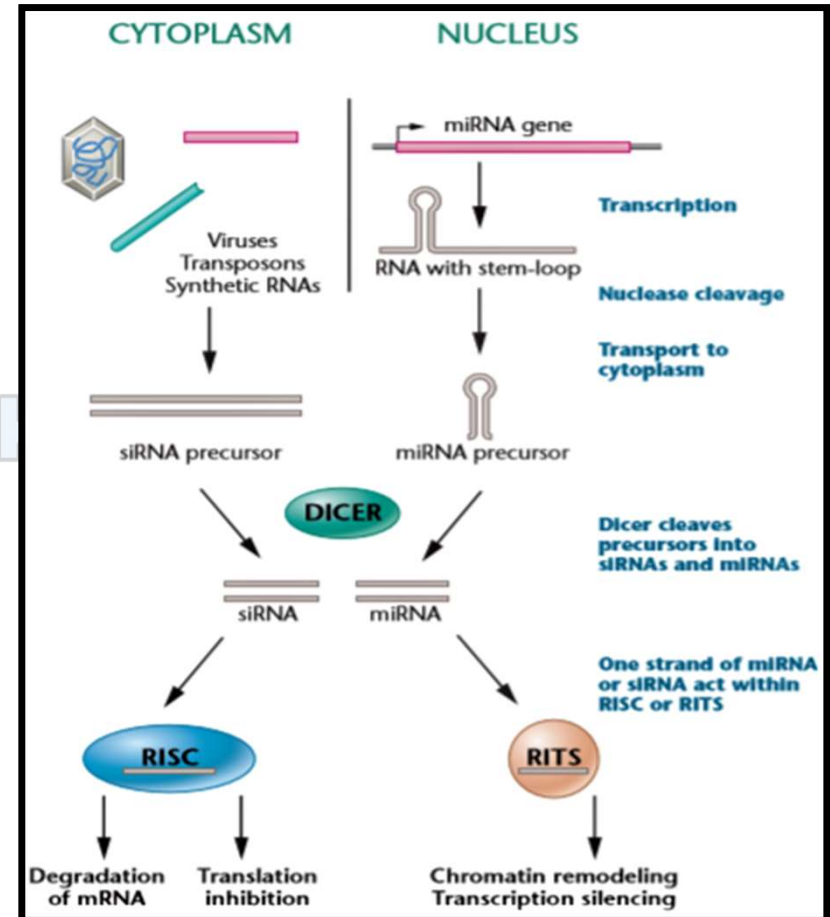 CYTOPLASM
NUCLEUS
miRNA gene
Transcription
Viruses
Transposons
Synthetic RNAs
RNA with stem-loop
Nuclease cleavage
Transport to
cytoplasm
siRNA precursor
miRNA precursor
DICER
Dicer cleaves
precursors into
siRNAs and miRNAs
siRNA
miRNA
One strand of miRNA
or siRNA act within
RISC or RITS
RISC
RITS
Degradation
of mRNA
Translation
inhibition
Chromatin remodeling
Transcription silencing